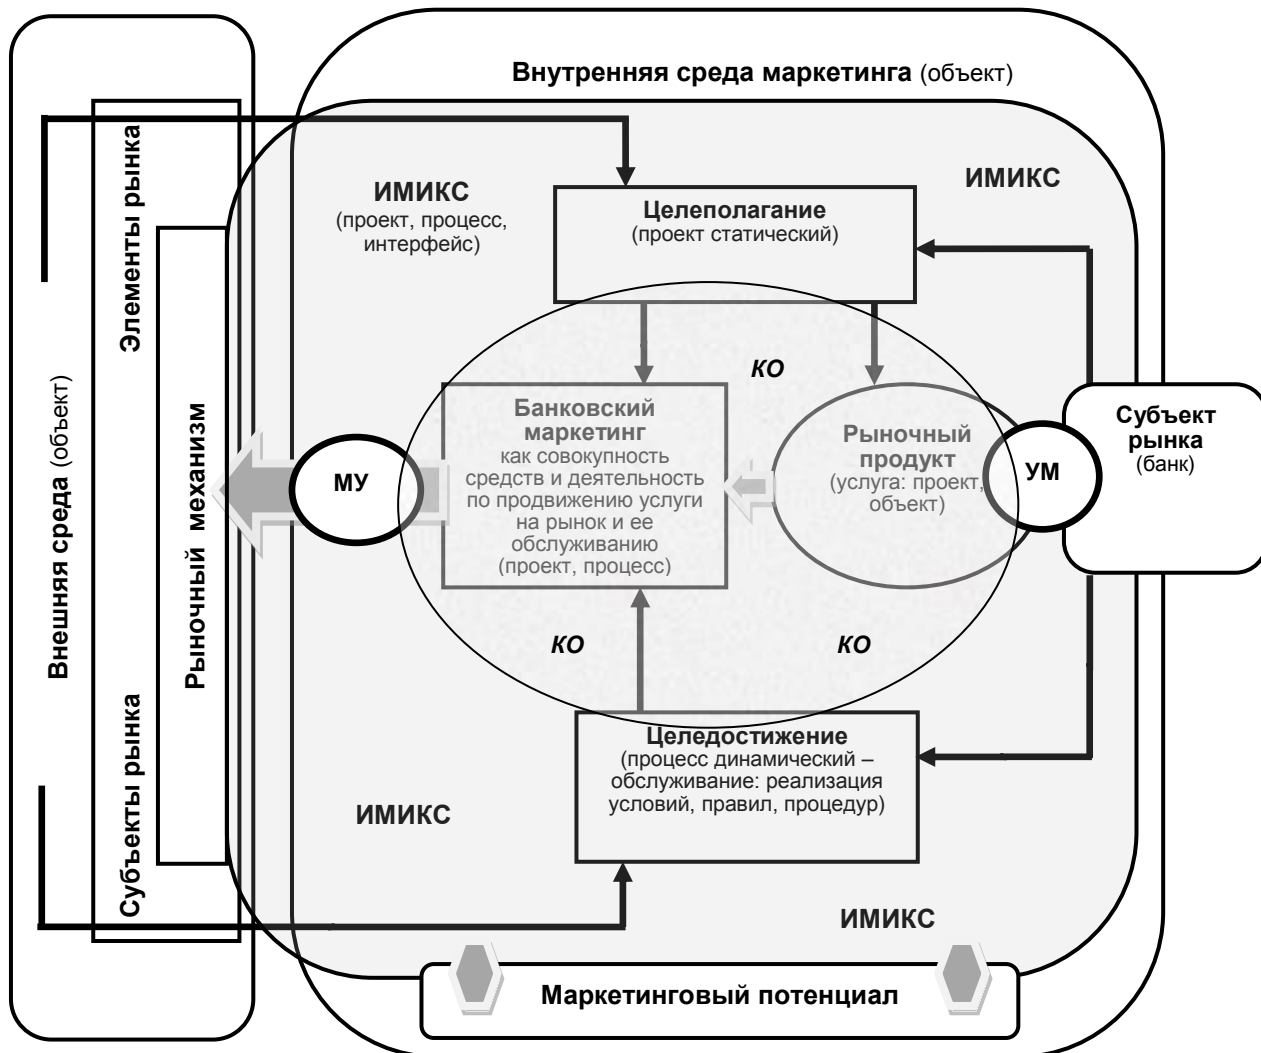 Внутренняя среда маркетинга (объект)
Внешняя среда (объект)
Элементы рынка
Субъекты рынка
Рыночный механизм
ИМИКС
(проект, процесс,
интерфейс)
Целеполагание
(проект статический)
ИМИКС
КО
Банковский
маркетинг
как совокупность
средств и деятельность
по продвижению услуги
на рынок и ее
обслуживанию
(проект, процесс)
Рыночный
продукт
(услуга: проект,
объект)
МУ
УМ
Субъект
рынка
(банк)
КО
КО
Целедостижение
(процесс динамический –
обслуживание: реализация
условий, правил, процедур)
ИМИКС
ИМИКС
Маркетинговый потенциал